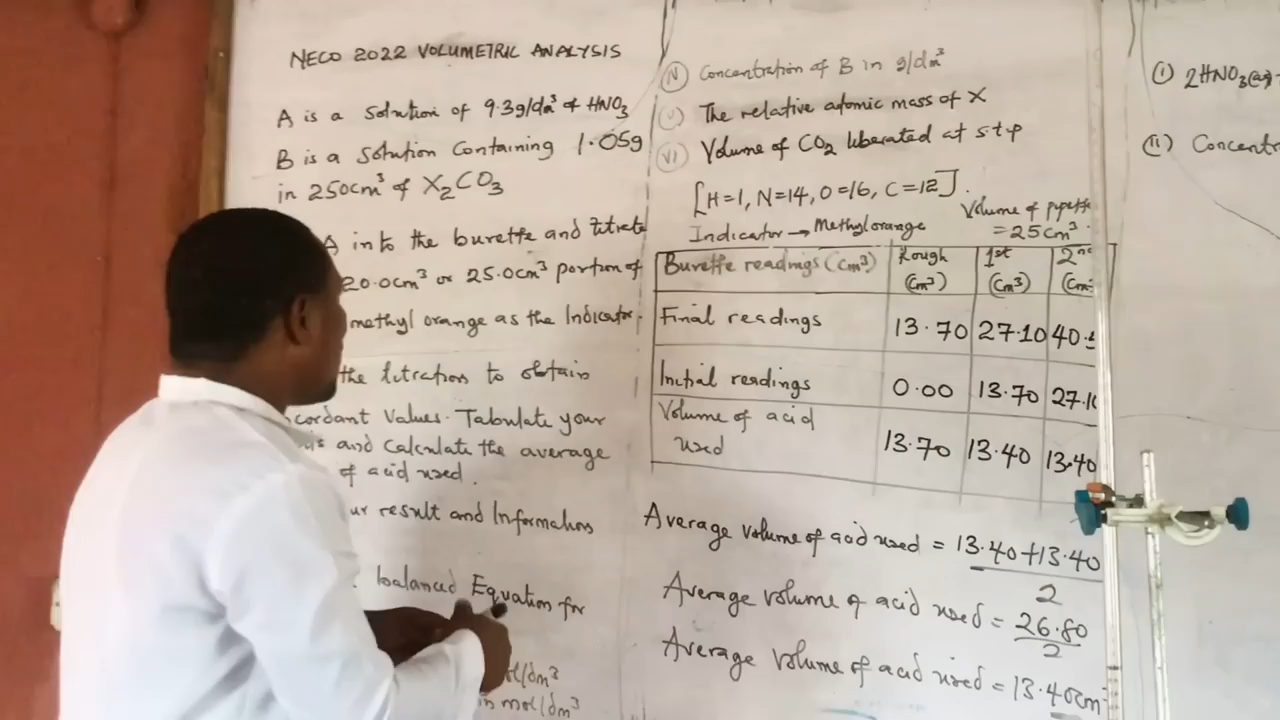 NECO 2022 VOLUMETRIC ANALYSIS
A is a solution of 9.3g/dm³ of HNO₃
B is a solution containing 1.05g
in 250cm³ of X₂CO₃
A into the burette and titrate
20.0cm³ or 25.0cm³ portion of
methyl orange as the Indicator.
the titration to obtain
cordant values. Tabulate your
and Calculate the average
of acid used.
ur result and Informations
balanced Equation for
mol/dm³
in mol/dm³
(IV) Concentration of B in g/dm³
(V) The relative atomic mass of X
(VI) Volume of CO₂ liberated at s.t.p
[H=1, N=14, O=16, C=12].
Volume of pipette
Indicator → Methyl orange =25cm³.
Burette readings (cm³) Rough (cm³) 1st (cm³) 2nd (cm³
Final readings 13.70 27.10 40.5
Initial readings 0.00 13.70 27.10
Volume of acid used 13.70 13.40 13.40
Average volume of acid used = 13.40+13.40
2
Average volume of acid used = 26.80
2
Average volume of acid used = 13.40cm³
(i) 2HNO₃(aq)
(ii) Concentr